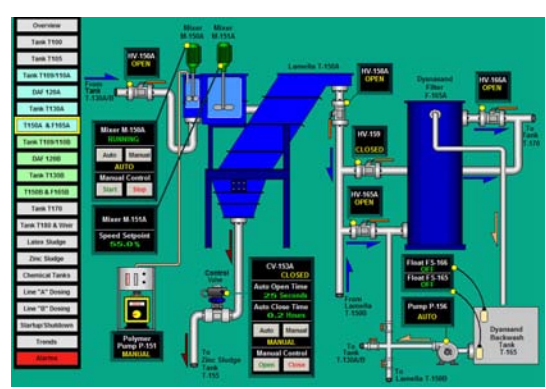 Overview
Tank T100
Tank T105
Tank T109/110A
DAF 120A
Tank T130A
T150A & F165A
Tank T109/110B
DAF 120B
Tank T130B
T150B & F165B
Tank T170
Tank T180 & Weir
Latex Sludge
Zinc Sludge
Chemical Tanks
Line "A" Dosing
Line "B" Dosing
Startup/Shutdown
Trends
Alarms
Mixer
M-150A
Mixer
M-151A
HV-150A
OPEN
From
Tank
T-130A/B
Lamella T-150A
HV-158A
OPEN
Dynasand
Filter
F-165A
HV-166A
OPEN
To
Tank
T-170
Mixer M-150A
RUNNING
Auto
Manual
AUTO
Manual Control
Start
Stop
HV-159
CLOSED
HV-165A
OPEN
Mixer M-151A
Speed Setpoint
55.0%
Control
Valve
CV-153A
CLOSED
Auto Open Time
25 Seconds
Auto Close Time
0.2 Hours
Auto
Manual
MANUAL
Manual Control
Open
Close
From
Lamella
T-150B
Float FS-166
OFF
Float FS-165
OFF
Pump P-156
AUTO
Dynasand
Backwash
Tank
T-165
Polymer
Pump P-151
MANUAL
To
Zinc Sludge
Tank
T-195
To
Tank
T-130A/B
To
Lamella T-150B